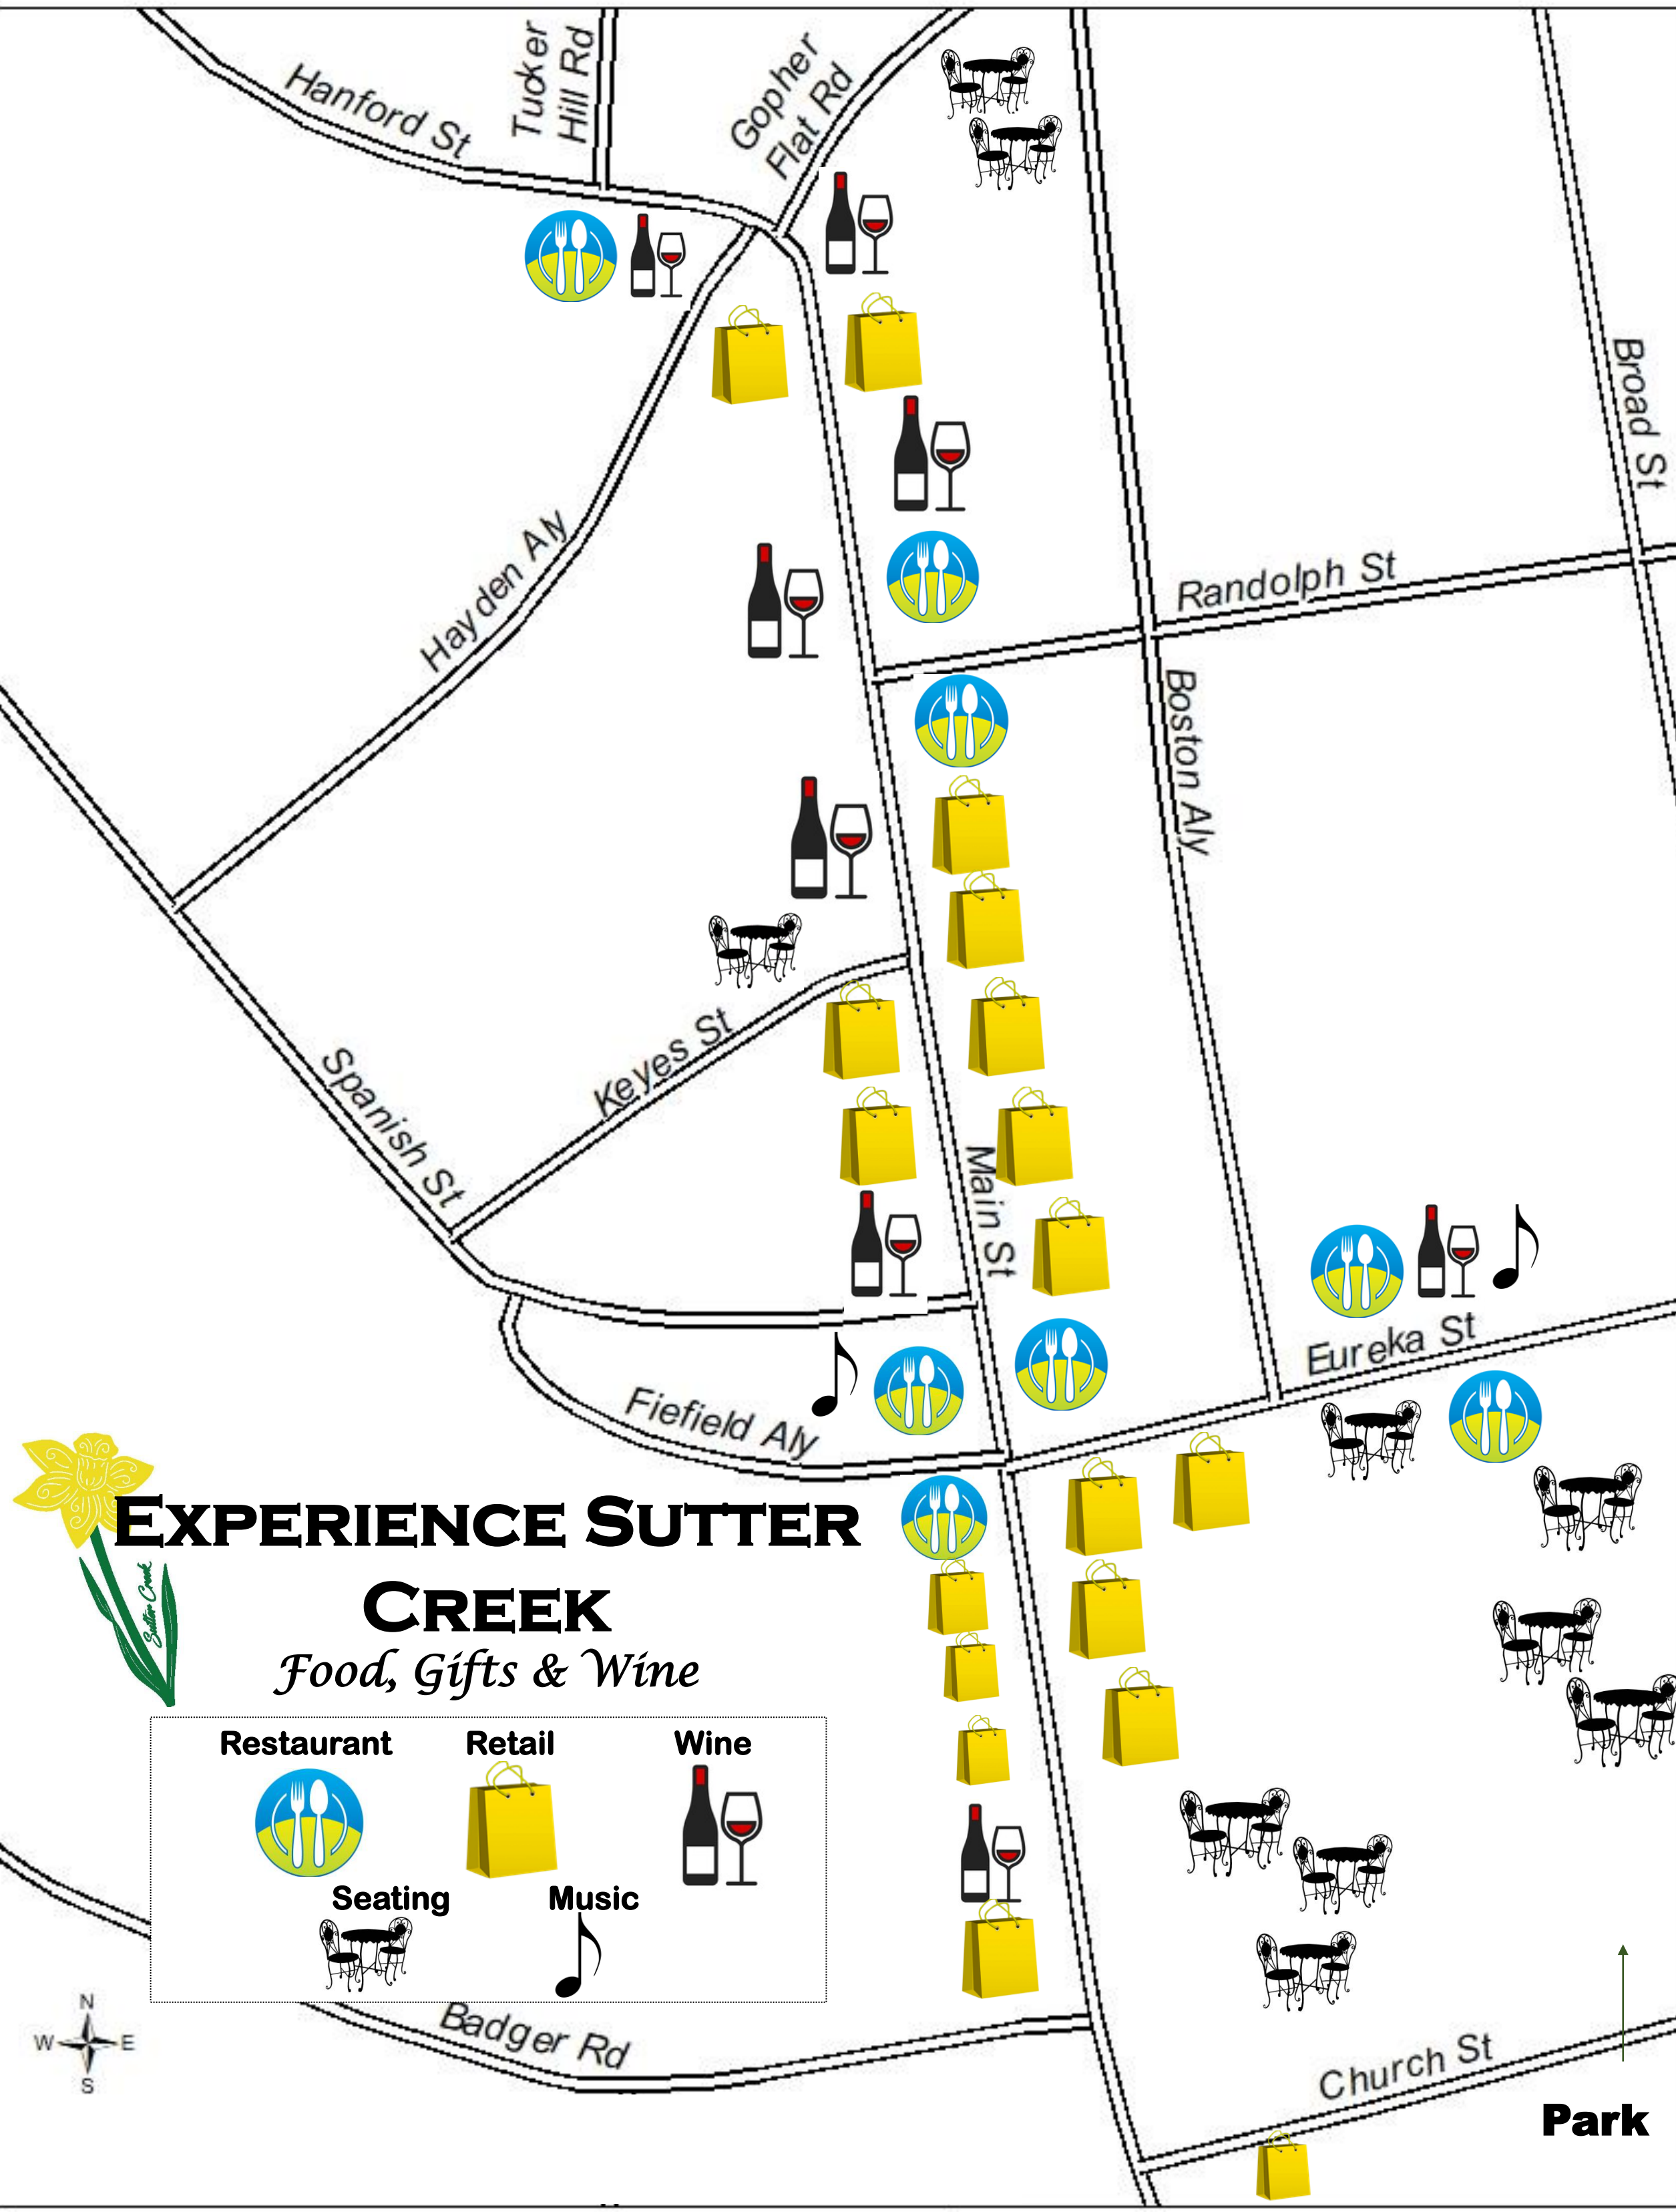 Tucker
Hill Rd
Hanford St
Gopher
Flat Rd
Broad St
Randolph St
Hayden Aly
Boston Aly
Keyes St
Spanish St
Main St
Eureka St
Fiefield Aly
Experience Sutter
Creek
Food, Gifts & Wine
Sutter Creek
Restaurant
Retail
Wine
Seating
Music
N
W
E
S
Badger Rd
Church St
Park